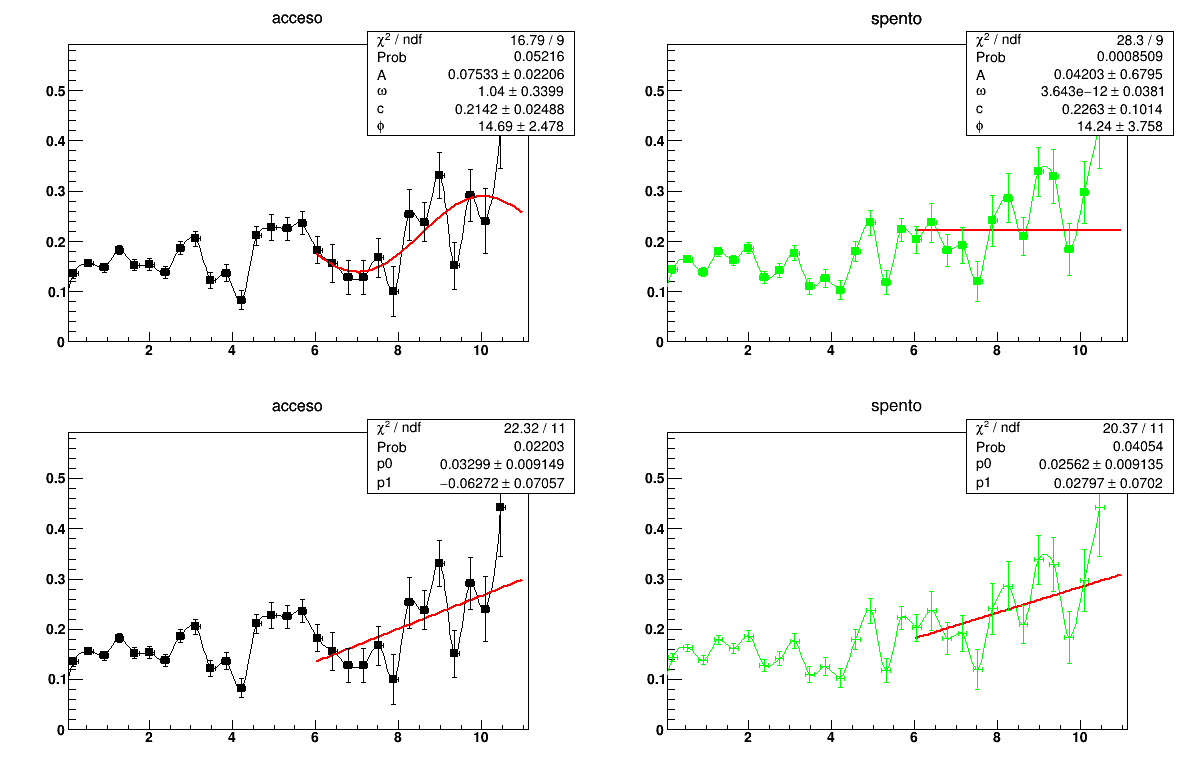 acceso
χ² / ndf 16.79 / 9
Prob 0.05216
A 0.07533 ± 0.02206
ω 1.04 ± 0.3399
c 0.2142 ± 0.02488
ϕ 14.69 ± 2.478
0.5
0.4
0.3
0.2
0.1
0
2 4 6 8 10
spento
χ² / ndf 28.3 / 9
Prob 0.0008509
A 0.04203 ± 0.6795
ω 3.643e−12 ± 0.0381
c 0.2263 ± 0.1014
ϕ 14.24 ± 3.758
0.5
0.4
0.3
0.2
0.1
0
2 4 6 8 10
acceso
χ² / ndf 22.32 / 11
Prob 0.02203
p0 0.03299 ± 0.009149
p1 −0.06272 ± 0.07057
0.5
0.4
0.3
0.2
0.1
0
2 4 6 8 10
spento
χ² / ndf 20.37 / 11
Prob 0.04054
p0 0.02562 ± 0.009135
p1 0.02797 ± 0.0702
0.5
0.4
0.3
0.2
0.1
0
2 4 6 8 10